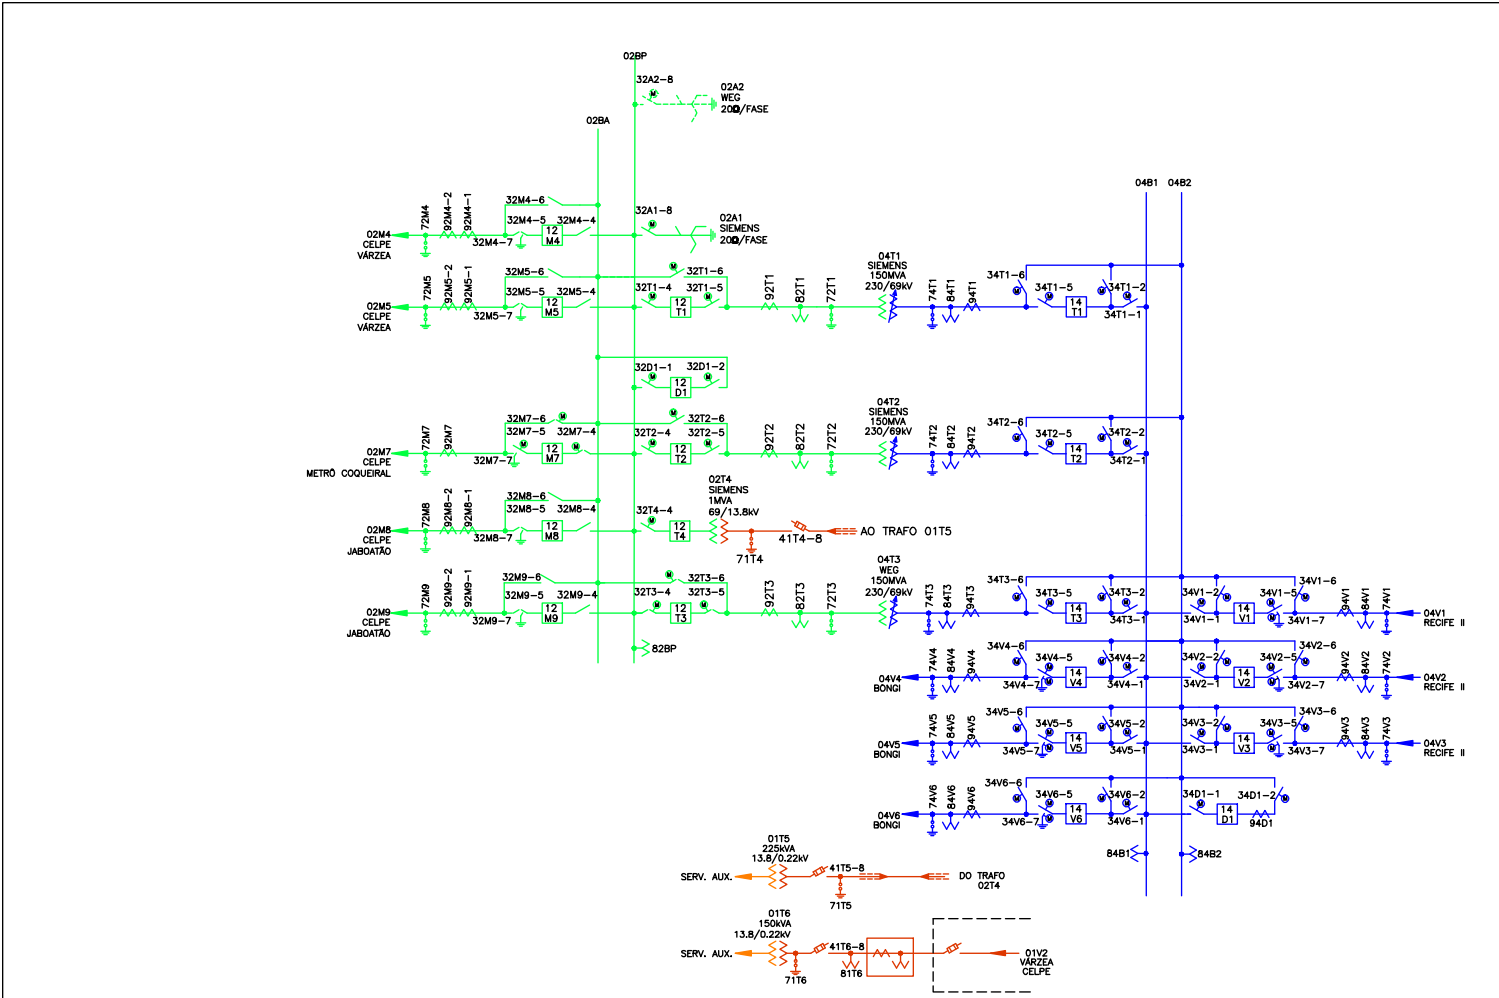 02BP
32A2-8
02A2
WEG
20Ω/FASE
02BA
04B1
04B2
32M4-6
72M4
92M4-2
92M4-1
32M4-5
32M4-4
12
M4
32M4-7
02M4
CELPE
VÁRZEA
32A1-8
02A1
SIEMENS
20Ω/FASE
32M5-6
72M5
92M5-2
92M5-1
32M5-5
32M5-4
12
M5
32M5-7
02M5
CELPE
VÁRZEA
32T1-6
32T1-4
32T1-5
12
T1
92T1
82T1
72T1
04T1
SIEMENS
150MVA
230/69kV
74T1
84T1
94T1
34T1-6
34T1-5
34T1-2
14
T1
34T1-1
32D1-1
32D1-2
12
D1
32M7-6
72M7
92M7
32M7-5
32M7-4
12
M7
32M7-7
02M7
CELPE
METRÔ COQUEIRAL
32T2-6
32T2-4
32T2-5
12
T2
92T2
82T2
72T2
04T2
SIEMENS
150MVA
230/69kV
74T2
84T2
94T2
34T2-6
34T2-5
34T2-2
14
T2
34T2-1
32M8-6
72M8
92M8-2
92M8-1
32M8-5
32M8-4
12
M8
32M8-7
02M8
CELPE
JABOATÃO
32T4-4
12
T4
02T4
SIEMENS
1MVA
69/13.8kV
71T4
41T4-8
AO TRAFO 01T5
32M9-6
72M9
92M9-2
92M9-1
32M9-5
32M9-4
12
M9
32M9-7
02M9
CELPE
JABOATÃO
32T3-6
32T3-4
32T3-5
12
T3
92T3
82T3
72T3
82BP
04T3
WEG
150MVA
230/69kV
74T3
84T3
94T3
34T3-6
34T3-5
34T3-2
14
T3
34T3-1
34V1-6
34V1-2
34V1-5
14
V1
34V1-1
34V1-7
94V1
84V1
74V1
04V1
RECIFE II
04V4
BONGI
74V4
84V4
94V4
34V4-6
34V4-5
34V4-2
14
V4
34V4-7
34V4-1
34V2-6
34V2-2
34V2-5
14
V2
34V2-1
34V2-7
94V2
84V2
74V2
04V2
RECIFE II
04V5
BONGI
74V5
84V5
94V5
34V5-6
34V5-5
34V5-2
14
V5
34V5-7
34V5-1
34V3-6
34V3-2
34V3-5
14
V3
34V3-1
34V3-7
94V3
84V3
74V3
04V3
RECIFE II
04V6
BONGI
74V6
84V6
94V6
34V6-6
34V6-5
34V6-2
14
V6
34V6-7
34V6-1
34D1-1
34D1-2
14
D1
94D1
84B1
84B2
01T5
225kVA
13.8/0.22kV
SERV. AUX.
41T5-8
71T5
DO TRAFO
02T4
01T6
150kVA
13.8/0.22kV
SERV. AUX.
41T6-8
71T6
81T6
01V2
VÁRZEA
CELPE